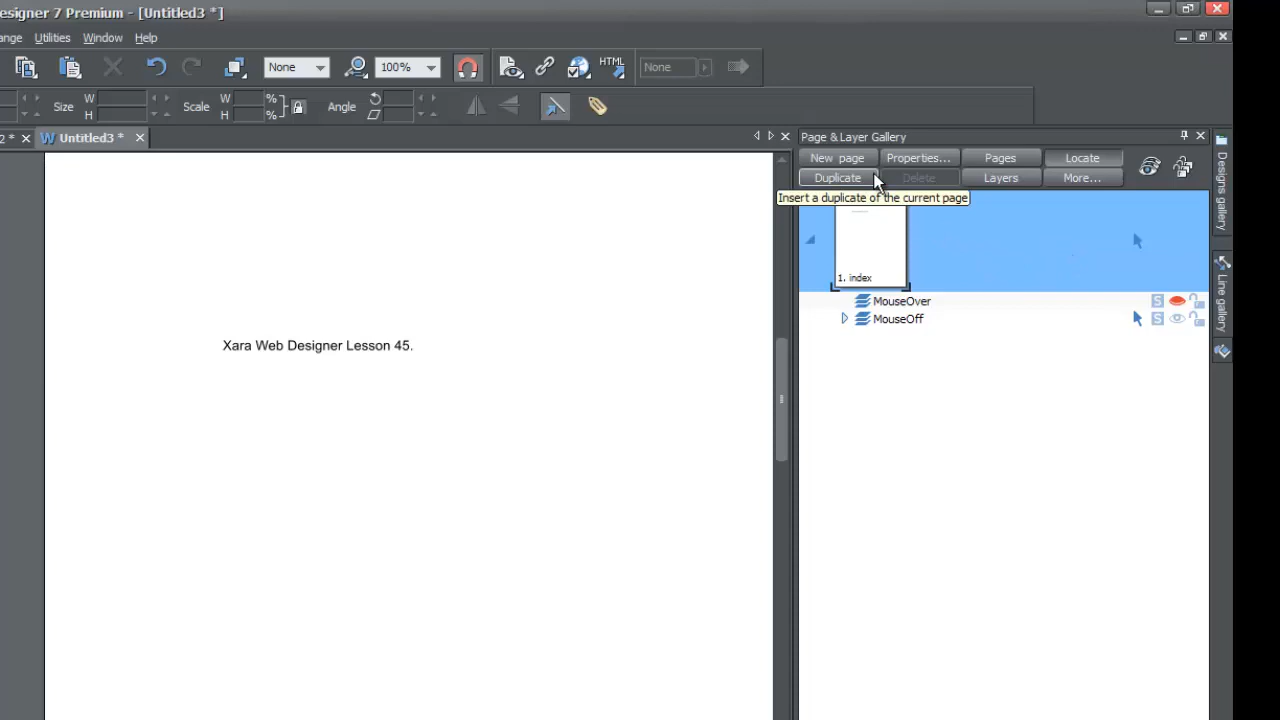 esigner 7 Premium - [Untitled3 *]
ange Utilities Window Help
None 100% HTML None
Size W H Scale W H % % Angle
2 * Untitled3 *
Page & Layer Gallery
New page Properties... Pages Locate
Duplicate Delete Layers More...
Insert a duplicate of the current page
1. index
MouseOver S
MouseOff S
Xara Web Designer Lesson 45.
Designs gallery
Line gallery